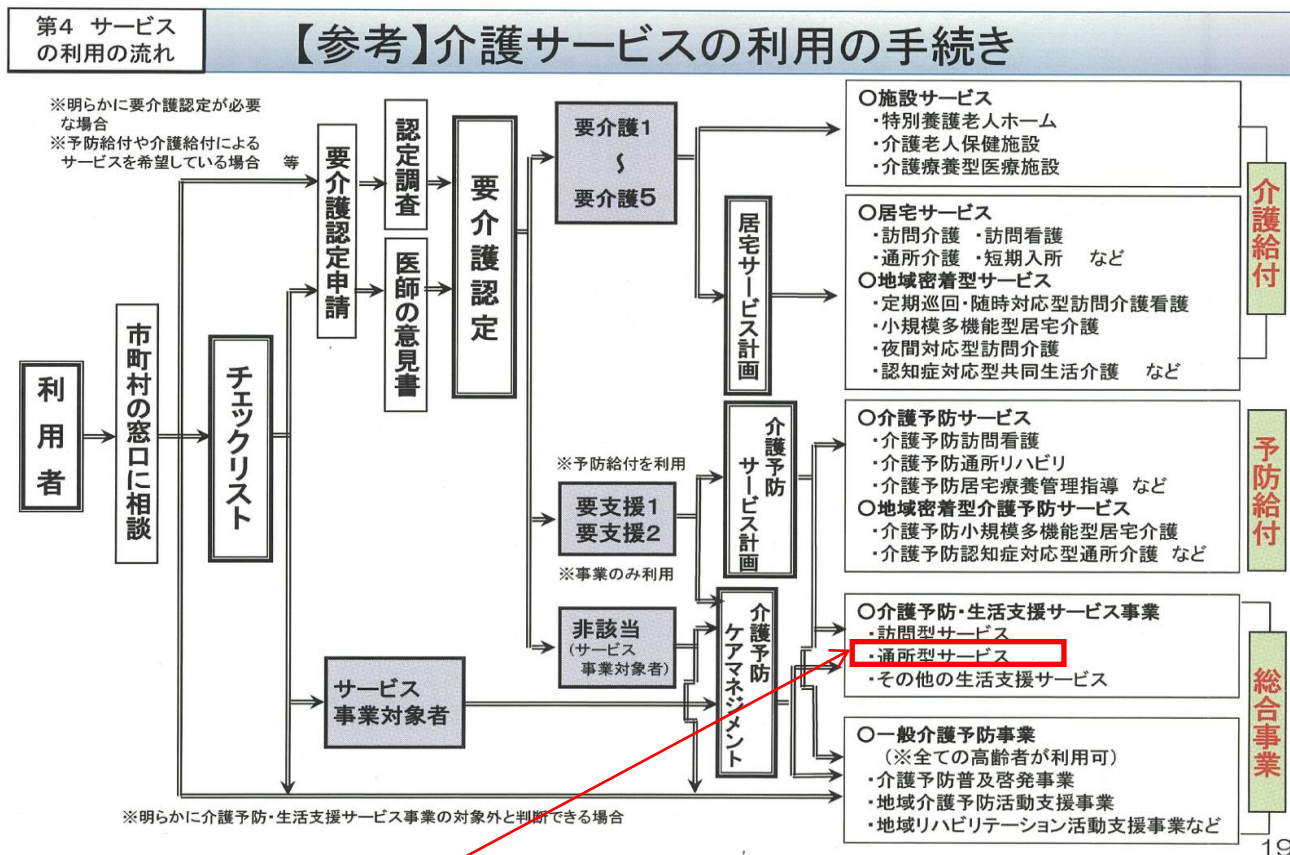 第4 サービス
の利用の流れ
【参考】介護サービスの利用の手続き
※明らかに要介護認定が必要
な場合
※予防給付や介護給付による
サービスを希望している場合 等
利用者
市町村の窓口に相談
チェックリスト
要介護認定申請
認定調査
医師の意見書
要介護認定
要介護1
〜
要介護5
※予防給付を利用
要支援1
要支援2
※事業のみ利用
非該当
(サービス
事業対象者)
サービス
事業対象者
居宅サービス計画
介護予防
サービス計画
介護予防
ケアマネジメント
○施設サービス
・特別養護老人ホーム
・介護老人保健施設
・介護療養型医療施設
○居宅サービス
・訪問介護 ・訪問看護
・通所介護 ・短期入所 など
○地域密着型サービス
・定期巡回・随時対応型訪問介護看護
・小規模多機能型居宅介護
・夜間対応型訪問介護
・認知症対応型共同生活介護 など
介護給付
○介護予防サービス
・介護予防訪問看護
・介護予防通所リハビリ
・介護予防居宅療養管理指導 など
○地域密着型介護予防サービス
・介護予防小規模多機能型居宅介護
・介護予防認知症対応型通所介護 など
予防給付
○介護予防・生活支援サービス事業
・訪問型サービス
・通所型サービス
・その他の生活支援サービス
○一般介護予防事業
(※全ての高齢者が利用可)
・介護予防普及啓発事業
・地域介護予防活動支援事業
・地域リハビリテーション活動支援事業など
総合事業
※明らかに介護予防・生活支援サービス事業の対象外と判断できる場合
19